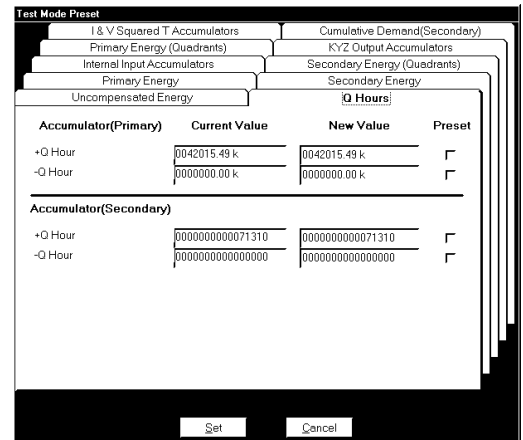 Test Mode Preset
I & V Squared T Accumulators Cumulative Demand(Secondary)
Primary Energy (Quadrants) KYZ Output Accumulators
Internal Input Accumulators Secondary Energy (Quadrants)
Primary Energy Secondary Energy
Uncompensated Energy Q Hours
Accumulator(Primary) Current Value New Value Preset
+Q Hour 0042015.49 k 0042015.49 k
-Q Hour 0000000.00 k 0000000.00 k
Accumulator(Secondary)
+Q Hour 0000000000071310 0000000000071310
-Q Hour 0000000000000000 0000000000000000
Set Cancel